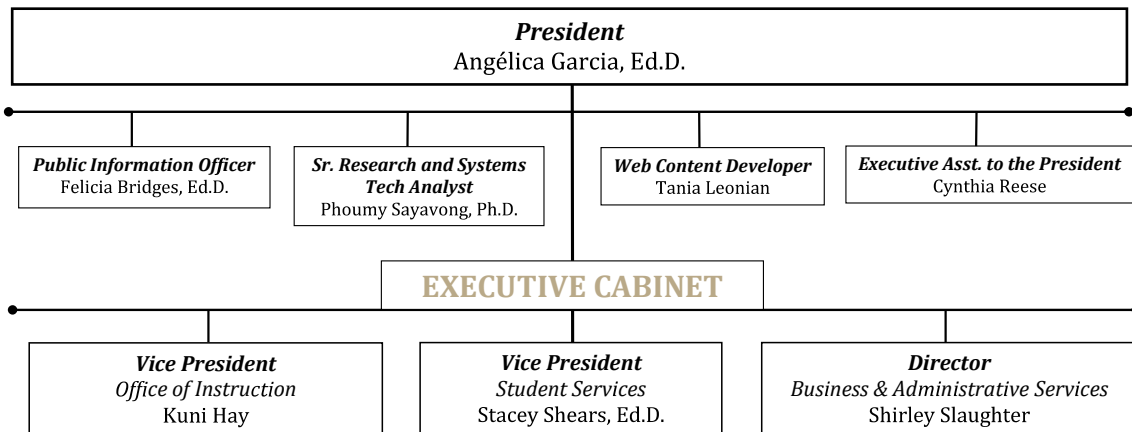 President
Angélica Garcia, Ed.D.
Public Information Officer
Felicia Bridges, Ed.D.
Sr. Research and Systems
Tech Analyst
Phoumy Sayavong, Ph.D.
Web Content Developer
Tania Leonian
Executive Asst. to the President
Cynthia Reese
EXECUTIVE CABINET
Vice President
Office of Instruction
Kuni Hay
Vice President
Student Services
Stacey Shears, Ed.D.
Director
Business & Administrative Services
Shirley Slaughter